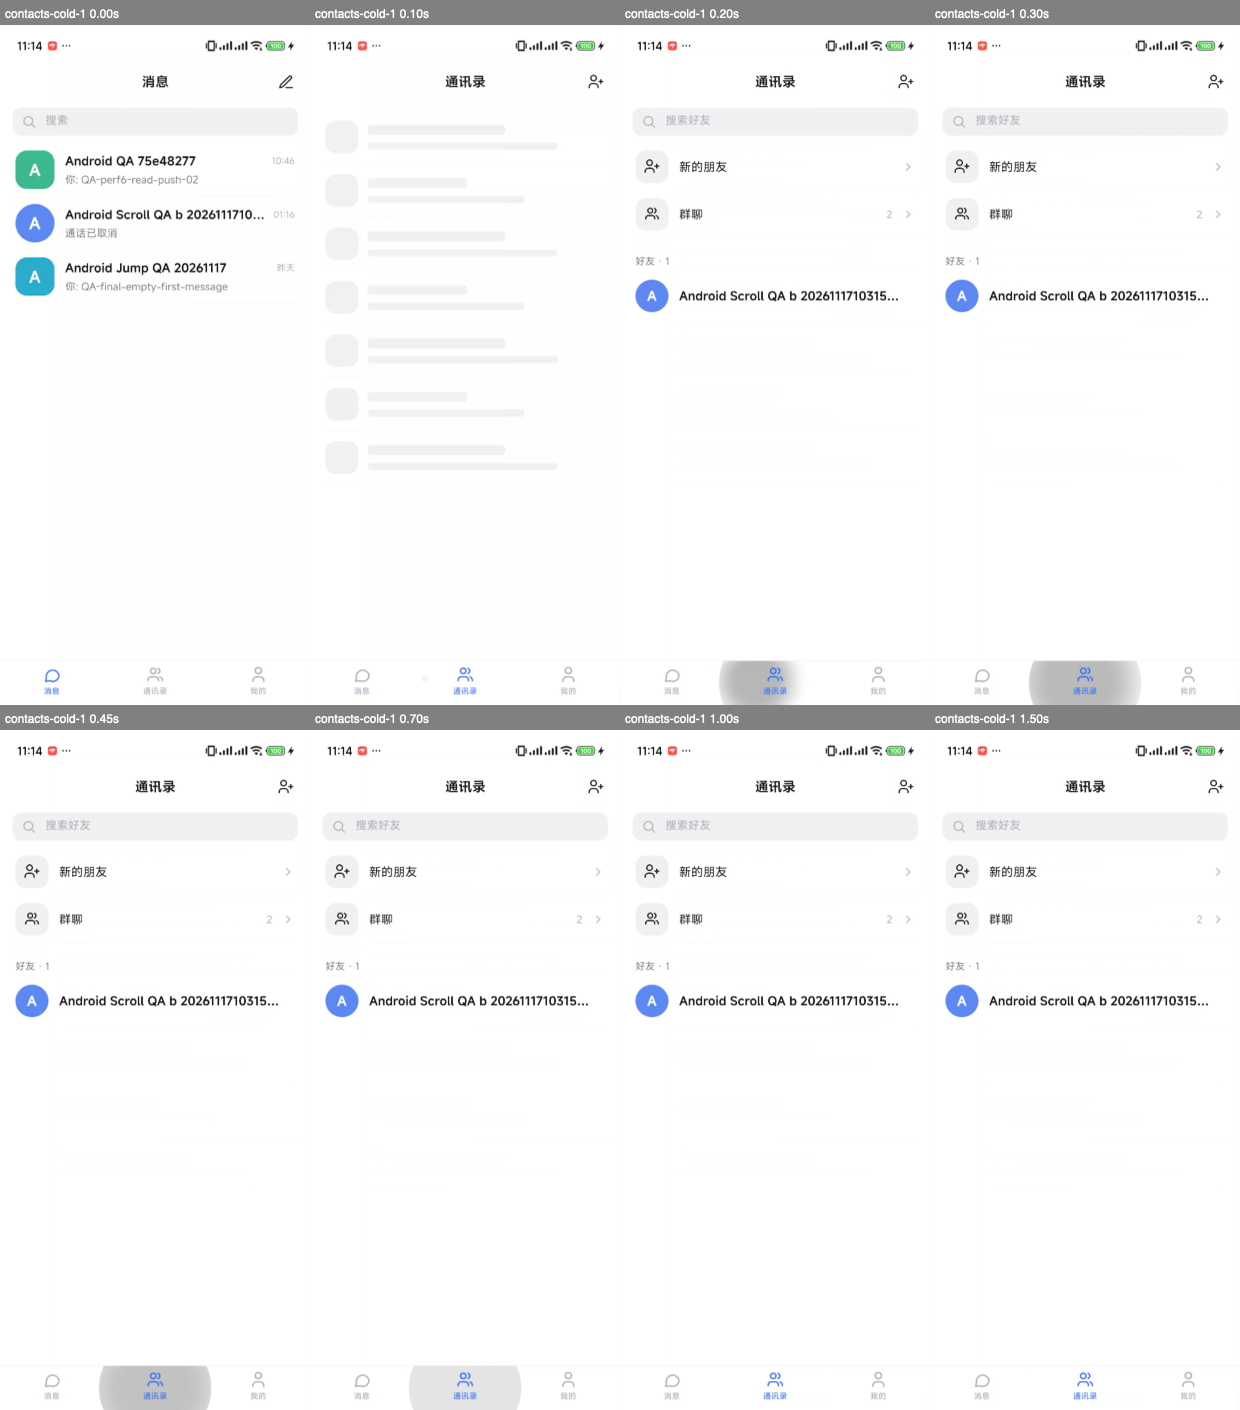 contacts-cold-1 0.00s
11:14 ··· 100
消息
搜索
Android QA 75e48277 10:46
你: QA-perf6-read-push-02
Android Scroll QA b 2026111710... 01:16
通话已取消
Android Jump QA 20261117 昨天
你: QA-final-empty-first-message
消息 通讯录 我的
contacts-cold-1 0.10s
11:14 ··· 100
通讯录
消息 通讯录 我的
contacts-cold-1 0.20s
11:14 ··· 100
通讯录
搜索好友
新的朋友
群聊 2
好友 · 1
A Android Scroll QA b 2026111710315...
消息 通讯录 我的
contacts-cold-1 0.30s
11:14 ··· 100
通讯录
搜索好友
新的朋友
群聊 2
好友 · 1
A Android Scroll QA b 2026111710315...
消息 通讯录 我的
contacts-cold-1 0.45s
11:14 ··· 100
通讯录
搜索好友
新的朋友
群聊 2
好友 · 1
A Android Scroll QA b 2026111710315...
消息 通讯录 我的
contacts-cold-1 0.70s
11:14 ··· 100
通讯录
搜索好友
新的朋友
群聊 2
好友 · 1
A Android Scroll QA b 2026111710315...
消息 通讯录 我的
contacts-cold-1 1.00s
11:14 ··· 100
通讯录
搜索好友
新的朋友
群聊 2
好友 · 1
A Android Scroll QA b 2026111710315...
消息 通讯录 我的
contacts-cold-1 1.50s
11:14 ··· 100
通讯录
搜索好友
新的朋友
群聊 2
好友 · 1
A Android Scroll QA b 2026111710315...
消息 通讯录 我的